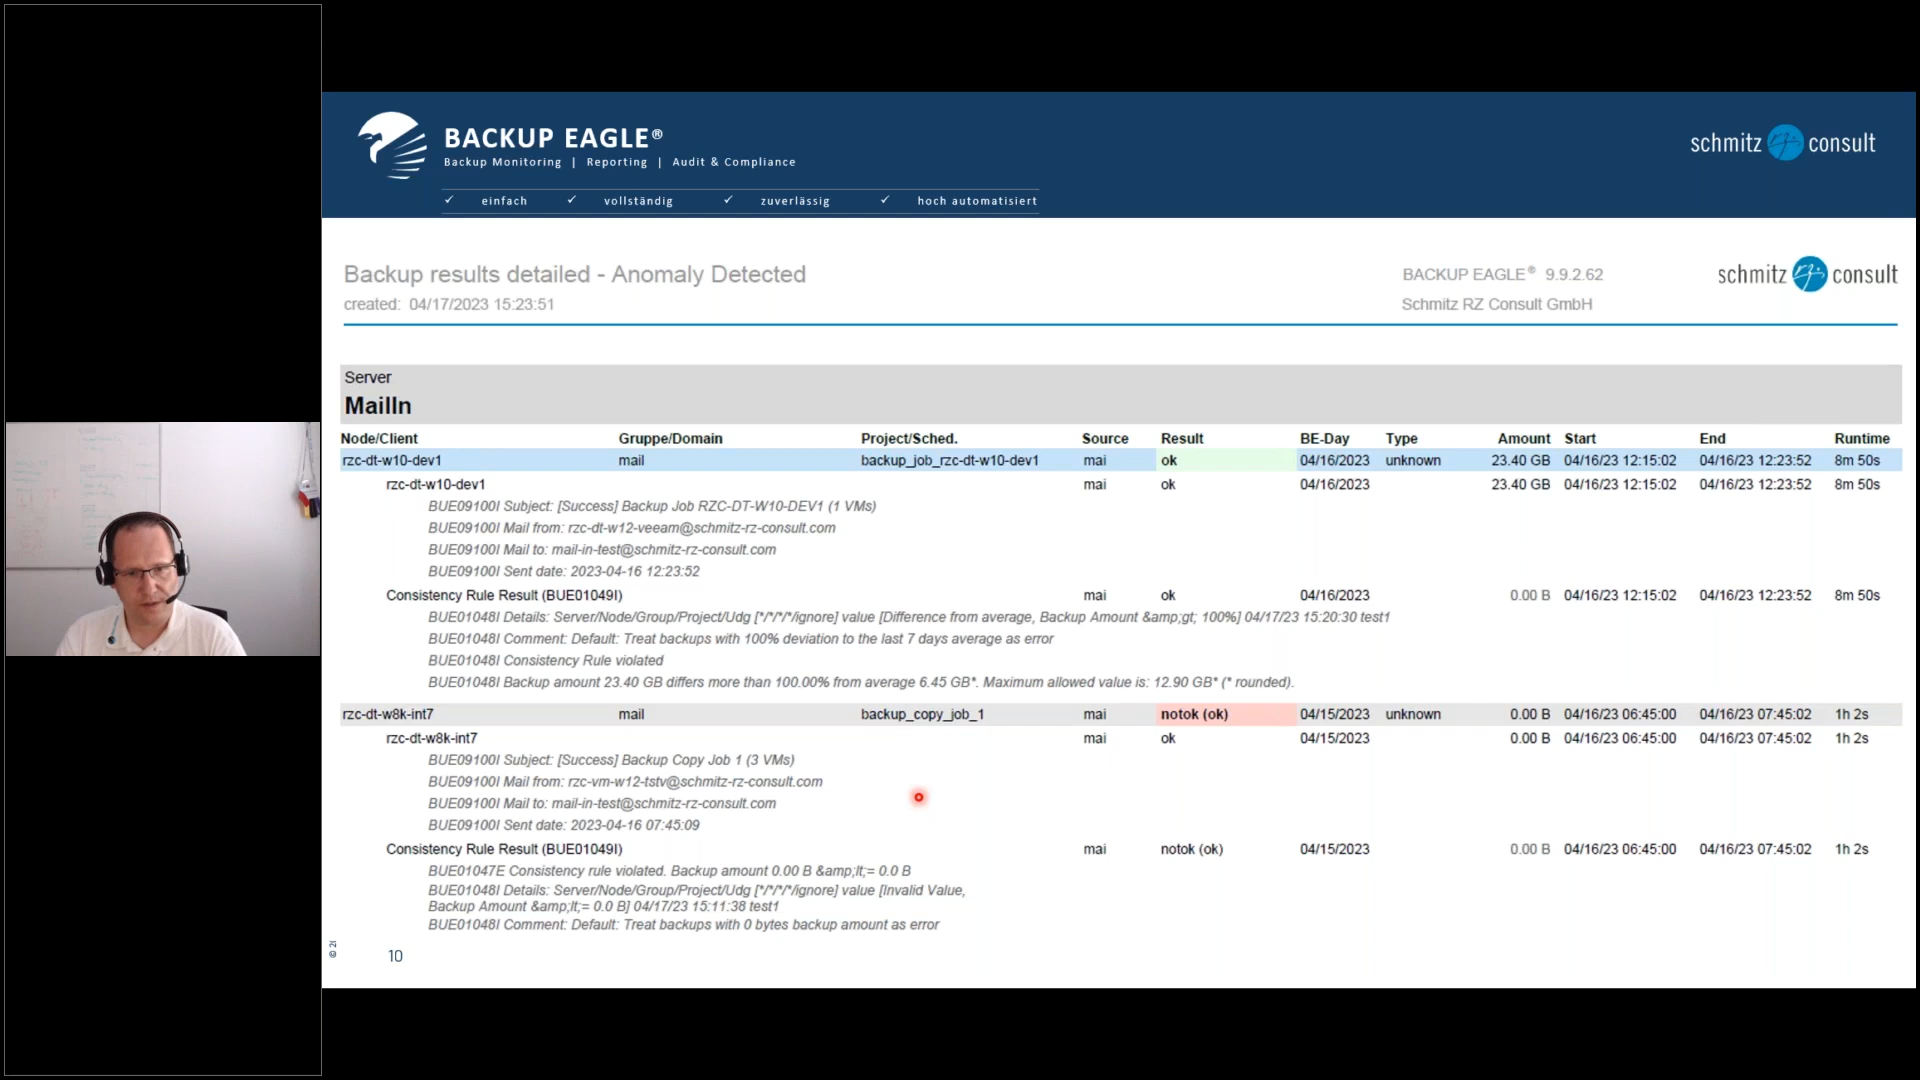 BACKUP EAGLE®
Backup Monitoring | Reporting | Audit & Compliance
✓ einfach ✓ vollständig ✓ zuverlässig ✓ hoch automatisiert
schmitz rz consult
Backup results detailed - Anomaly Detected
created: 04/17/2023 15:23:51
BACKUP EAGLE® 9.9.2.62
Schmitz RZ Consult GmbH
schmitz rz consult
Server
MailIn
Node/Client Gruppe/Domain Project/Sched. Source Result BE-Day Type Amount Start End Runtime
rzc-dt-w10-dev1 mail backup_job_rzc-dt-w10-dev1 mai ok 04/16/2023 unknown 23.40 GB 04/16/23 12:15:02 04/16/23 12:23:52 8m 50s
rzc-dt-w10-dev1 mai ok 04/16/2023 23.40 GB 04/16/23 12:15:02 04/16/23 12:23:52 8m 50s
BUE09100I Subject: [Success] Backup Job RZC-DT-W10-DEV1 (1 VMs)
BUE09100I Mail from: rzc-dt-w12-veeam@schmitz-rz-consult.com
BUE09100I Mail to: mail-in-test@schmitz-rz-consult.com
BUE09100I Sent date: 2023-04-16 12:23:52
Consistency Rule Result (BUE01049I) mai ok 04/16/2023 0.00 B 04/16/23 12:15:02 04/16/23 12:23:52 8m 50s
BUE01048I Details: Server/Node/Group/Project/Udg [*/*/*/*/ignore] value [Difference from average, Backup Amount &amp;gt; 100%] 04/17/23 15:20:30 test1
BUE01048I Comment: Default: Treat backups with 100% deviation to the last 7 days average as error
BUE01048I Consistency Rule violated
BUE01048I Backup amount 23.40 GB differs more than 100.00% from average 6.45 GB*. Maximum allowed value is: 12.90 GB* (* rounded).
rzc-dt-w8k-int7 mail backup_copy_job_1 mai notok (ok) 04/15/2023 unknown 0.00 B 04/16/23 06:45:00 04/16/23 07:45:02 1h 2s
rzc-dt-w8k-int7 mai ok 04/15/2023 0.00 B 04/16/23 06:45:00 04/16/23 07:45:02 1h 2s
BUE09100I Subject: [Success] Backup Copy Job 1 (3 VMs)
BUE09100I Mail from: rzc-vm-w12-tstv@schmitz-rz-consult.com
BUE09100I Mail to: mail-in-test@schmitz-rz-consult.com
BUE09100I Sent date: 2023-04-16 07:45:09
Consistency Rule Result (BUE01049I) mai notok (ok) 04/15/2023 0.00 B 04/16/23 06:45:00 04/16/23 07:45:02 1h 2s
BUE01047E Consistency rule violated. Backup amount 0.00 B &amp;lt;= 0.0 B
BUE01048I Details: Server/Node/Group/Project/Udg [*/*/*/*/ignore] value [Invalid Value,
Backup Amount &amp;lt;= 0.0 B] 04/17/23 15:11:38 test1
BUE01048I Comment: Default: Treat backups with 0 bytes backup amount as error
10